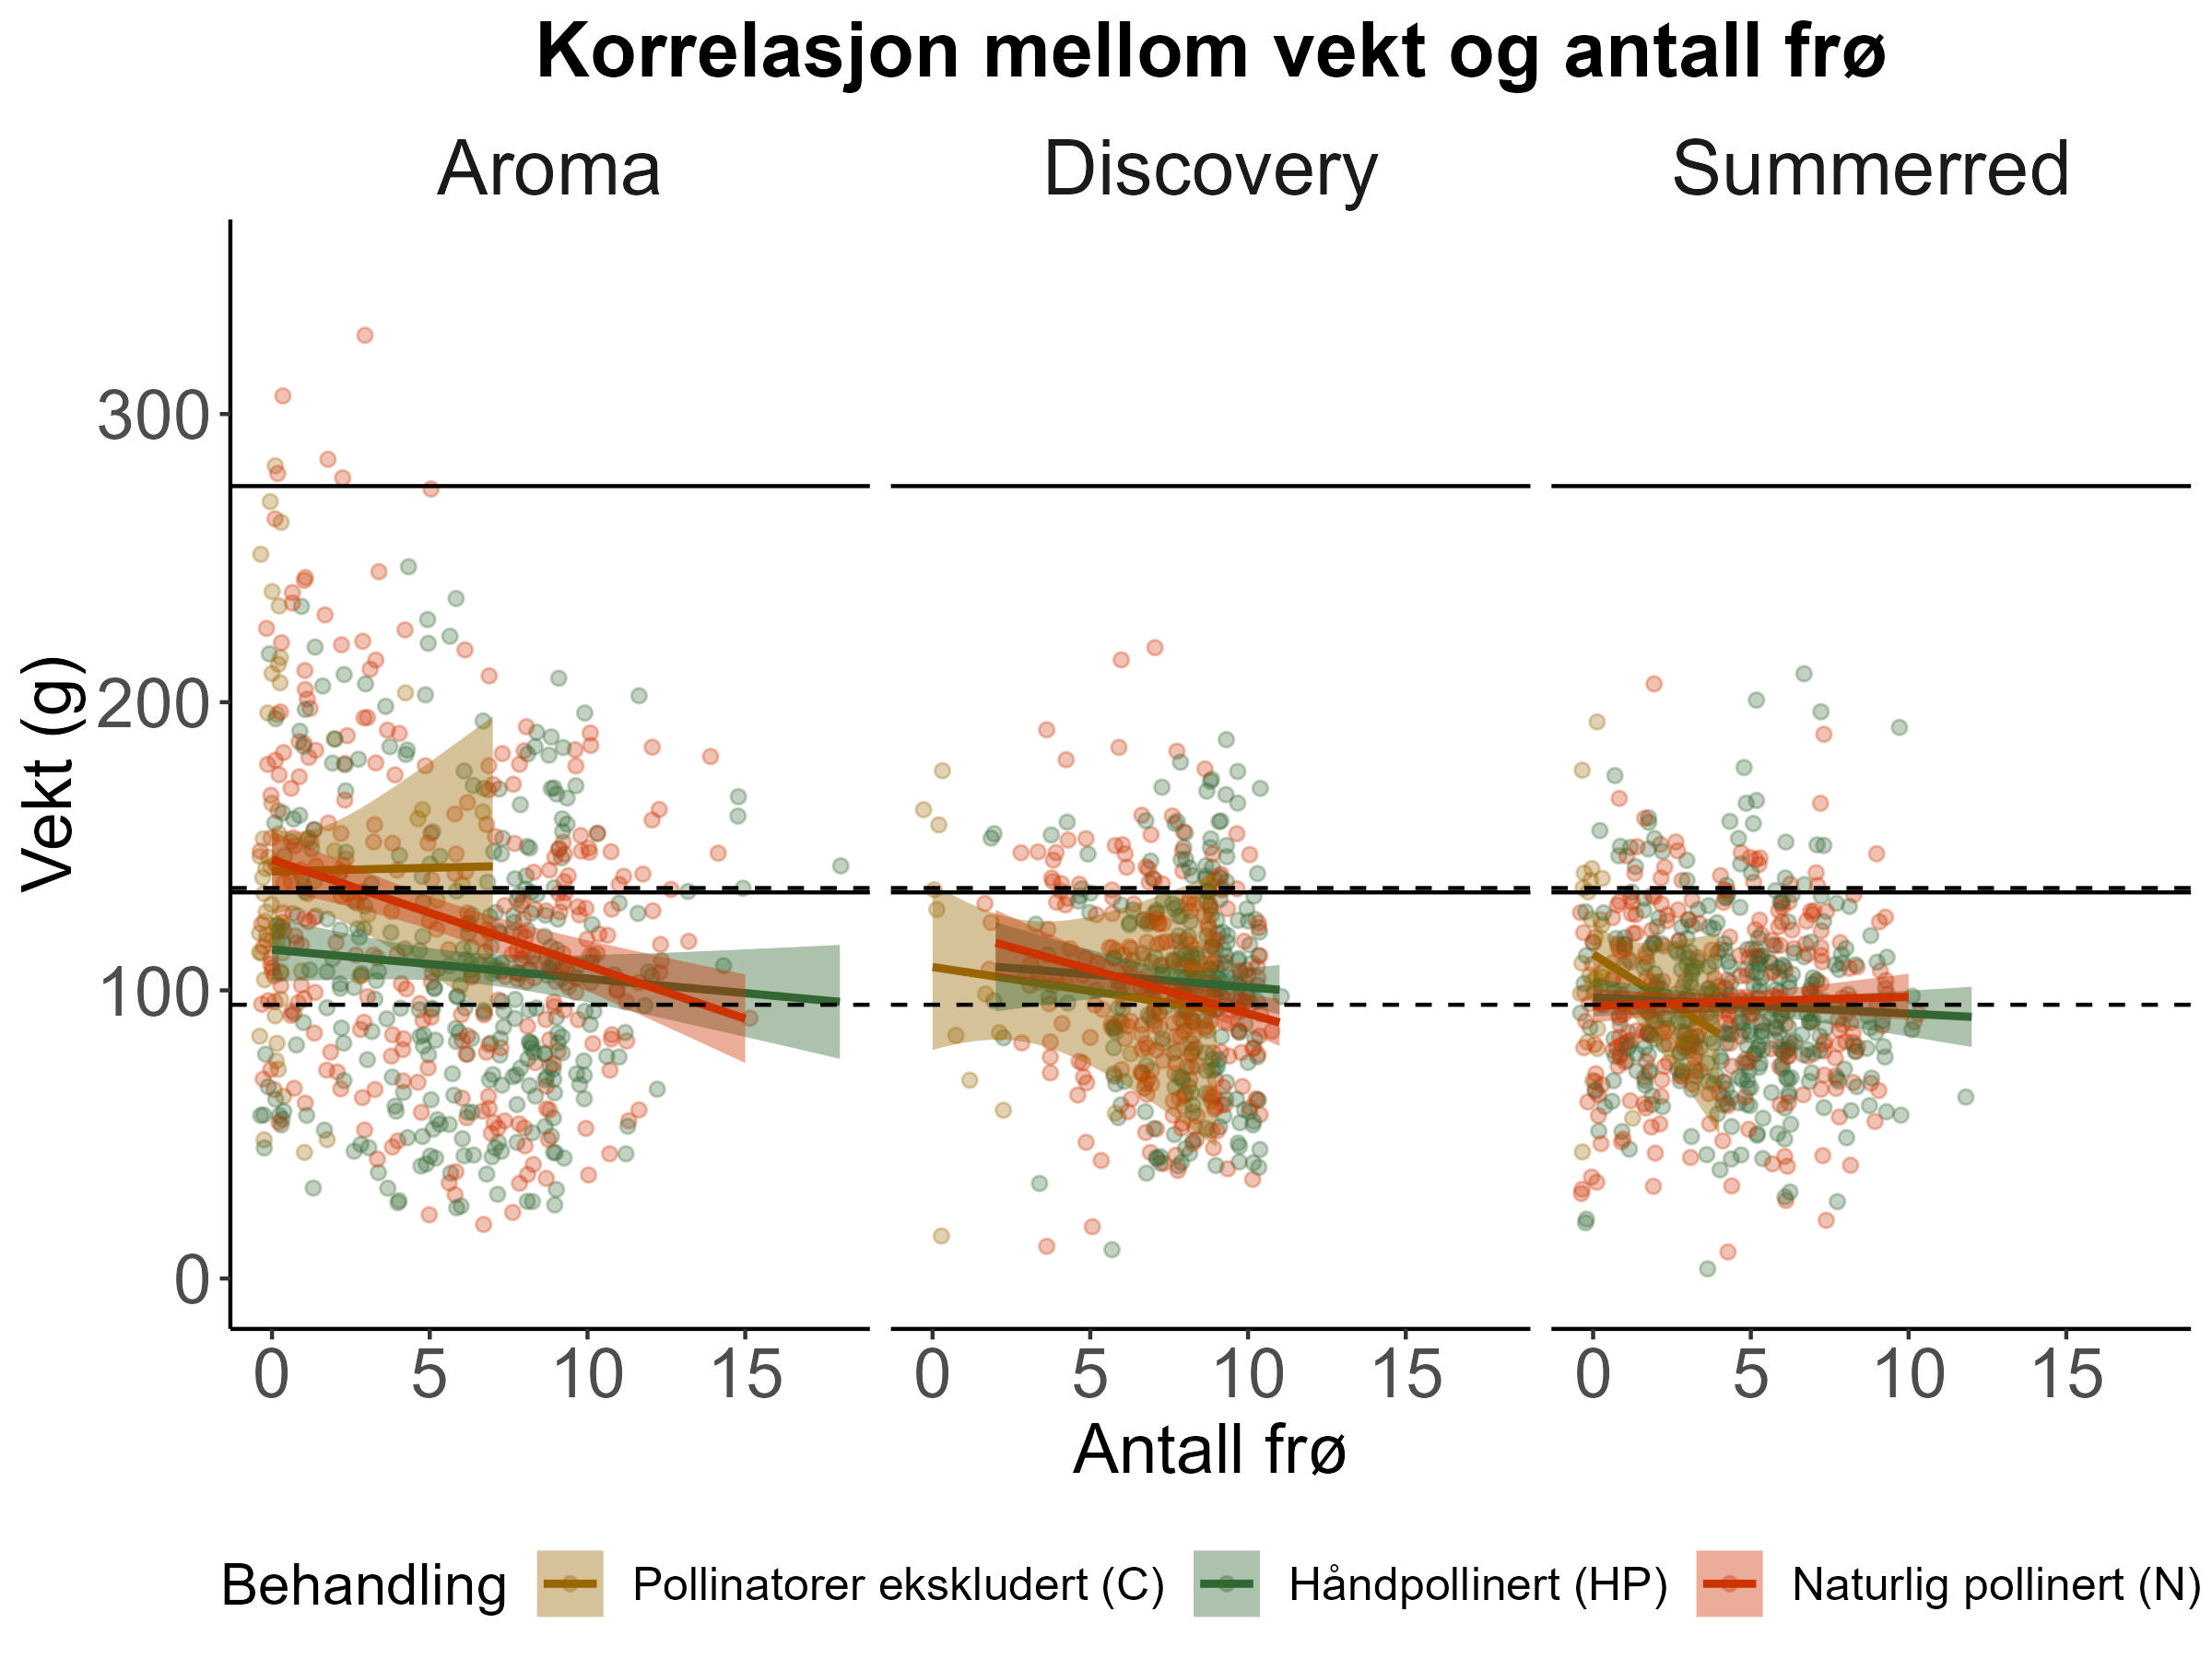 Korrelasjon mellom vekt og antall frø
Aroma Discovery Summerred
Vekt (g)
300
200
100
0
0 5 10 15 0 5 10 15 0 5 10 15
Antall frø
Behandling Pollinatorer ekskludert (C) Håndpollinert (HP) Naturlig pollinert (N)